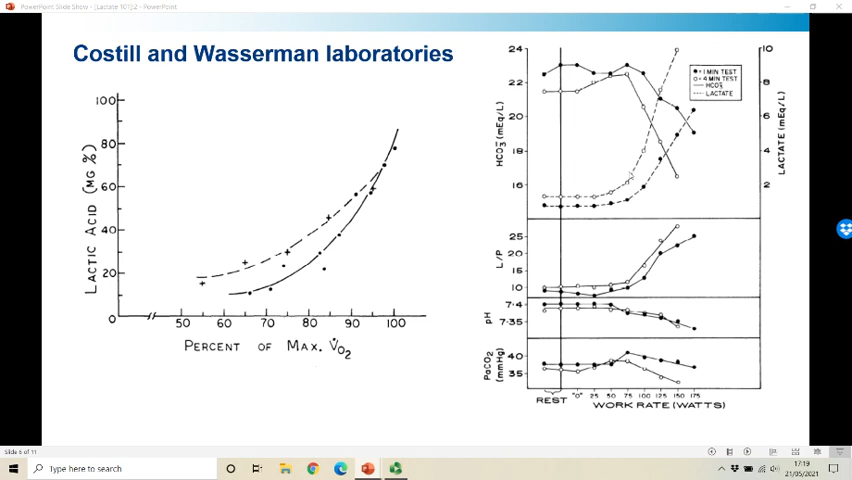 PowerPoint Slide Show - [Lactate 101]2 - PowerPoint
Costill and Wasserman laboratories
100
80
60
40
20
0
LACTIC ACID (MG %)
50 60 70 80 90 100
PERCENT OF MAX. V̇O2
24
22
20
18
16
HCO3⁻ (mEq/L)
10
8
6
4
2
LACTATE (mEq/L)
1 MIN TEST
4 MIN TEST
HCO3⁻
LACTATE
25
20
15
10
L/P
7.4
7.35
pH
40
35
PaCO2 (mmHg)
REST "0" 25 50 75 100 125 150 175
WORK RATE (WATTS)
Slide 6 of 11
Type here to search
17:19
21/05/2021